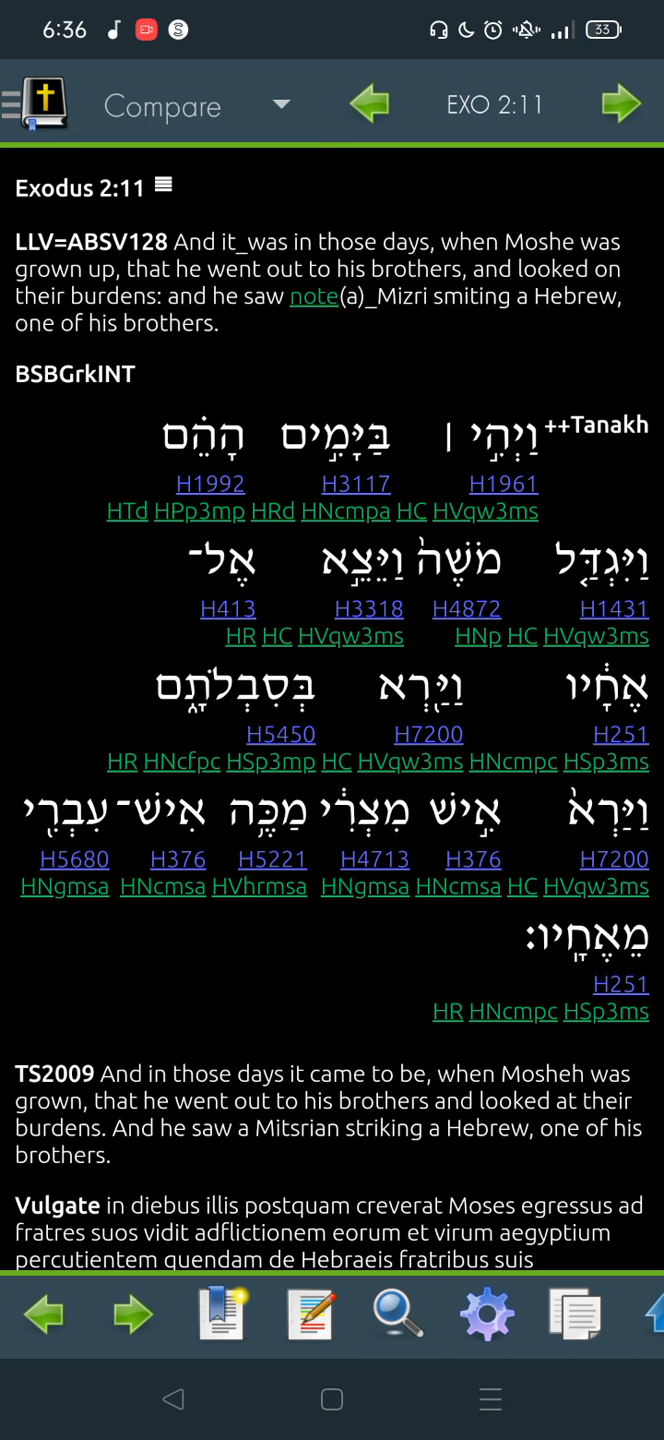 6:36
33
Compare EXO 2:11
Exodus 2:11
LLV=ABSV128 And it_was in those days, when Moshe was
grown up, that he went out to his brothers, and looked on
their burdens: and he saw note(a)_Mizri smiting a Hebrew,
one of his brothers.
BSBGrkINT
++Tanakh וַיְהִ֣י ׀ בַּיָּמִ֣ים הָהֵ֗ם
H1992 H3117 H1961
HTd HPp3mp HRd HNcmpa HC HVqw3ms
וַיִּגְדַּ֤ל מֹשֶׁה֙ וַיֵּצֵ֣א אֶל־
H413 H3318 H4872 H1431
HR HC HVqw3ms HNp HC HVqw3ms
אֶחָ֔יו וַיַּ֖רְא בְּסִבְלֹתָ֑ם
H5450 H7200 H251
HR HNcfpc HSp3mp HC HVqw3ms HNcmpc HSp3ms
וַיַּרְא֙ אִ֣ישׁ מִצְרִ֔י מַכֶּ֥ה אִישׁ־עִבְרִ֖י
H5680 H376 H5221 H4713 H376 H7200
HNgmsa HNcmsa HVhrmsa HNgmsa HNcmsa HC HVqw3ms
מֵאֶחָֽיו׃
H251
HR HNcmpc HSp3ms
TS2009 And in those days it came to be, when Mosheh was
grown, that he went out to his brothers and looked at their
burdens. And he saw a Mitsrian striking a Hebrew, one of his
brothers.
Vulgate in diebus illis postquam creverat Moses egressus ad
fratres suos vidit adflictionem eorum et virum aegyptium
percutientem quendam de Hebraeis fratribus suis